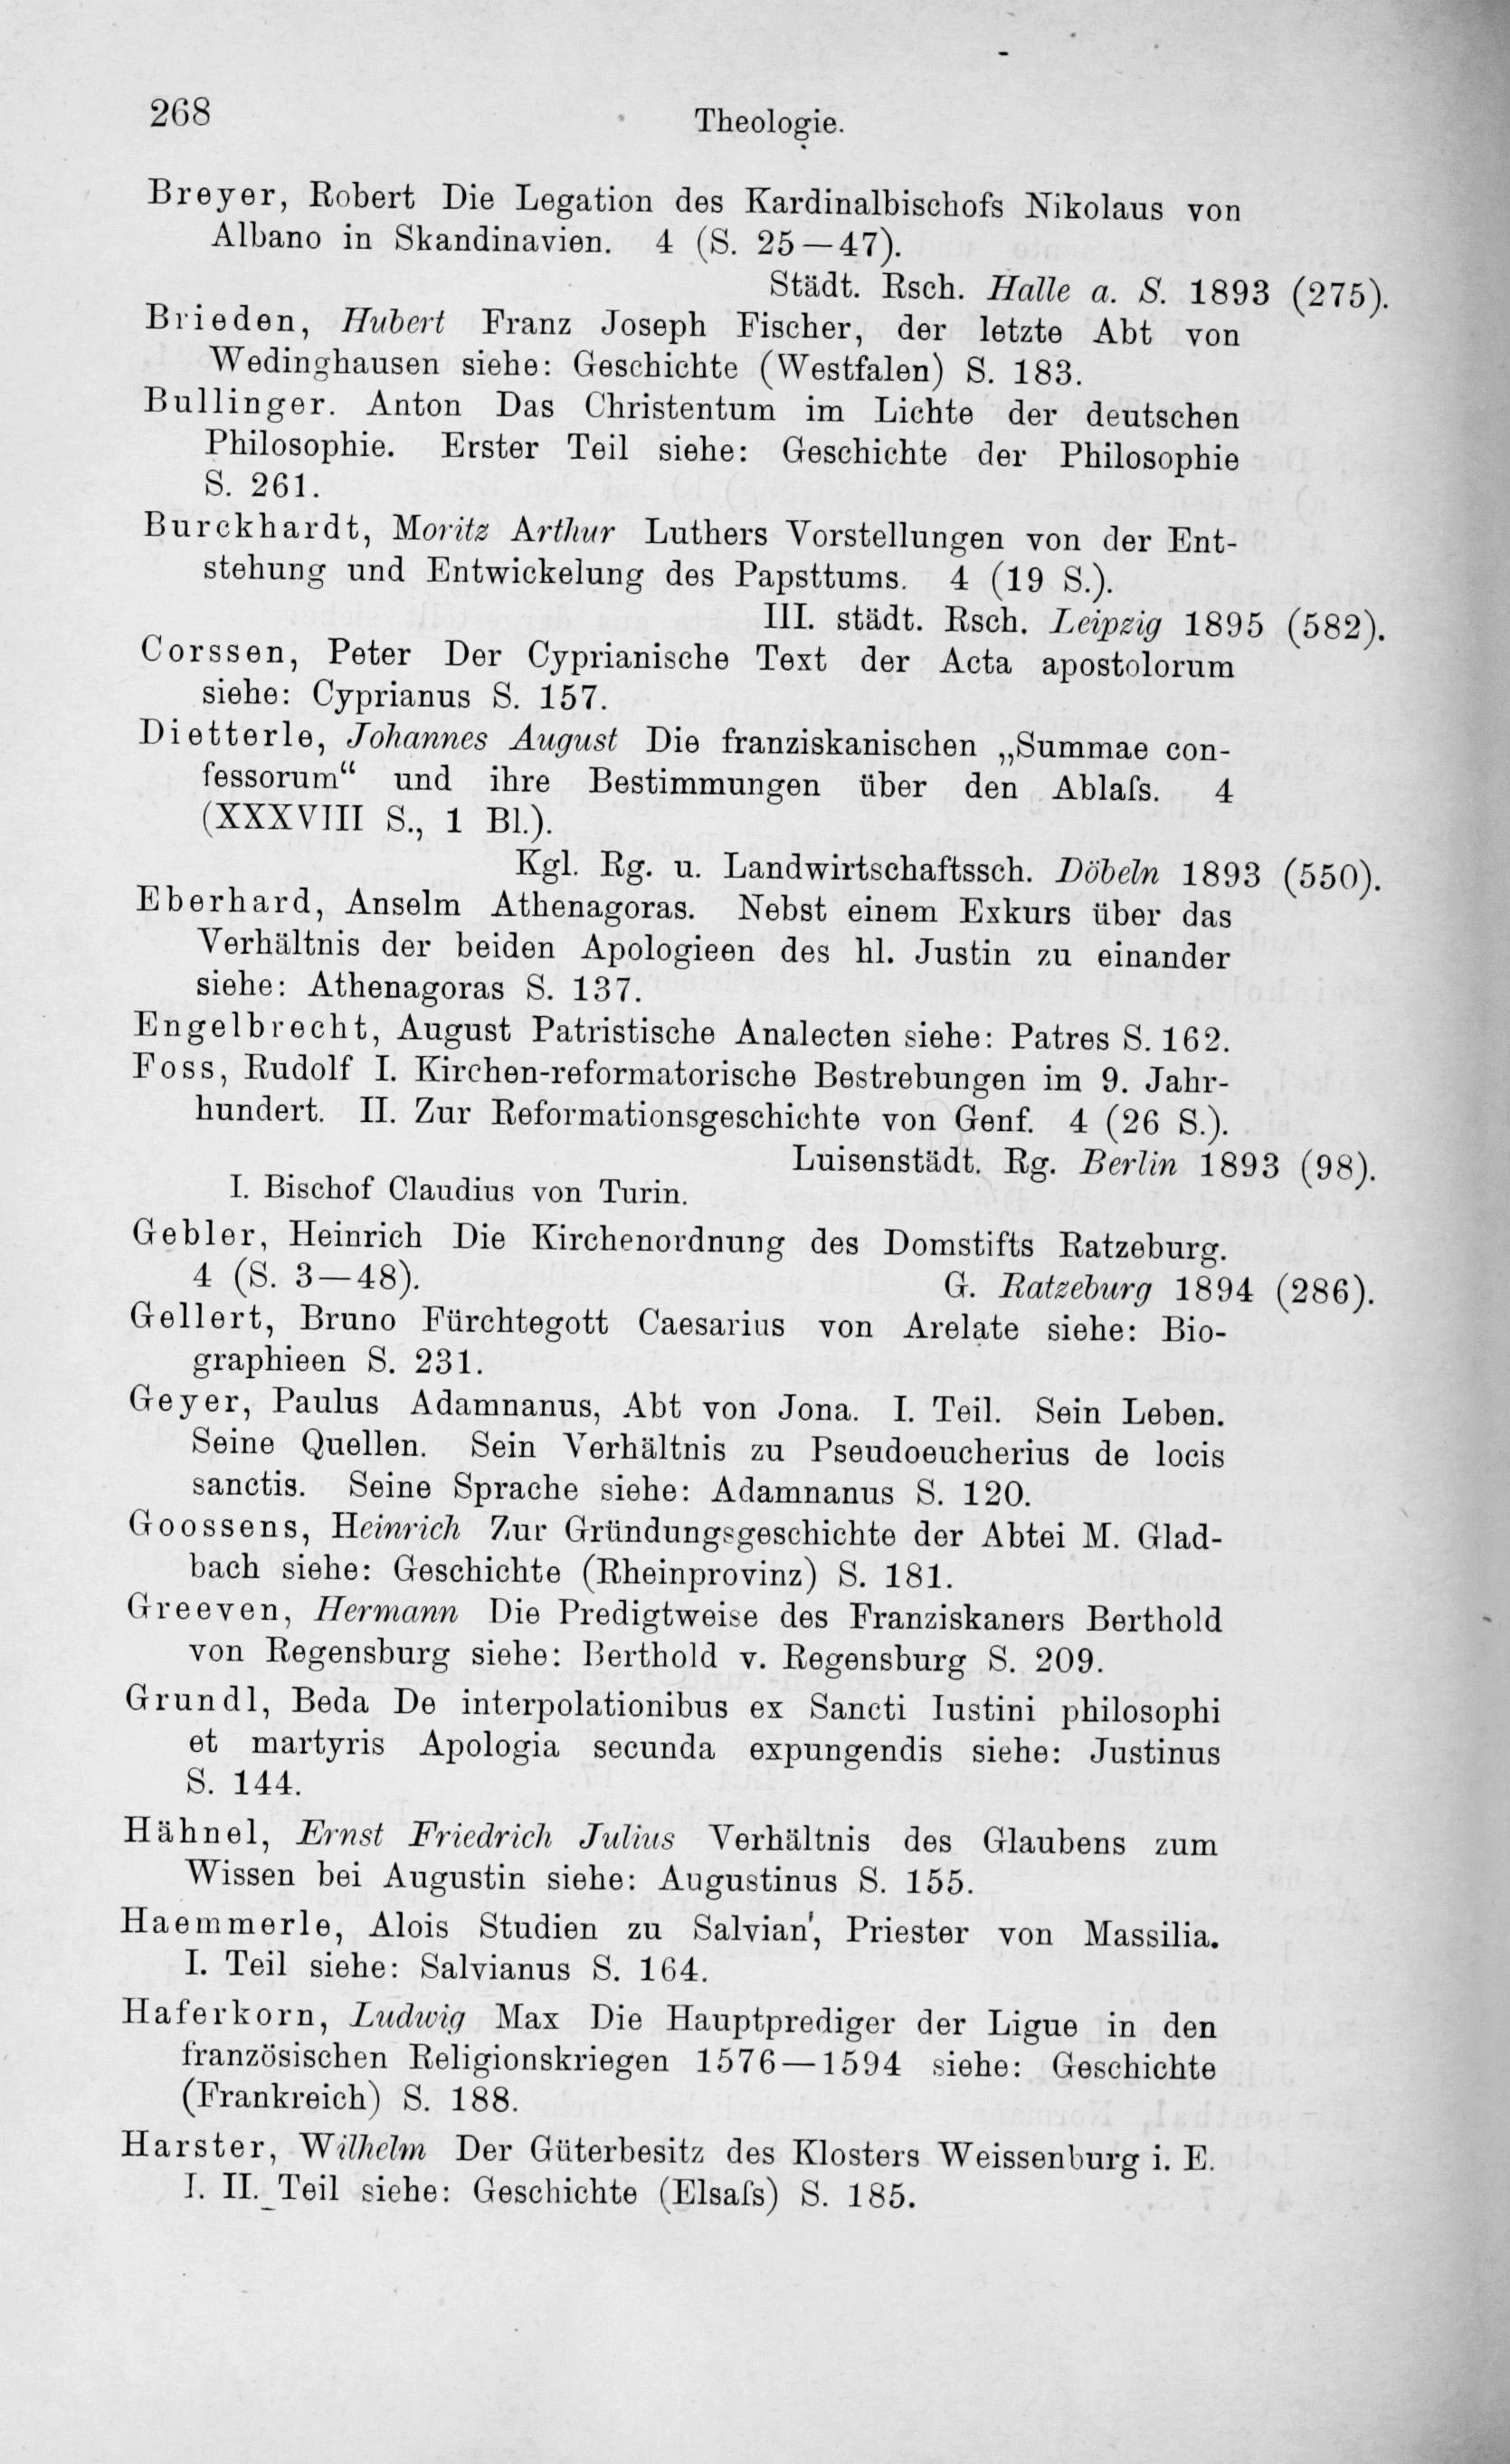 268
Theologie.
Breyer, Robert Die Legation des Kardinalbischofs Nikolaus von
Albano in Skandinavien. 4 (S. 25—47).
Städt. Rsch. Halle a. S. 1893 (275).
Brieden, Hubert Franz Joseph Fischer, der letzte Abt von
Wedinghausen siehe: Geschichte (Westfalen) S. 183.
Bullinger. Anton Das Christentum im Lichte der deutschen
Philosophie. Erster Teil siehe: Geschichte der Philosophie
S. 261.
Burckhardt, Moritz Arthur Luthers Vorstellungen von der Ent-
stehung und Entwickelung des Papsttums. 4 (19 S.).
III. städt. Rsch. Leipzig 1895 (582).
Corssen, Peter Der Cyprianische Text der Acta apostolorum
siehe: Cyprianus S. 157.
Dietterle, Johannes August Die franziskanischen „Summae con-
fessorum“ und ihre Bestimmungen über den Ablaſs. 4
(XXXVIII S., 1 Bl.).
Kgl. Rg. u. Landwirtschaftssch. Döbeln 1893 (550).
Eberhard, Anselm Athenagoras. Nebst einem Exkurs über das
Verhältnis der beiden Apologieen des hl. Justin zu einander
siehe: Athenagoras S. 137.
Engelbrecht, August Patristische Analecten siehe: Patres S. 162.
Foss, Rudolf I. Kirchen-reformatorische Bestrebungen im 9. Jahr-
hundert. II. Zur Reformationsgeschichte von Genf. 4 (26 S.).
Luisenstädt. Rg. Berlin 1893 (98).
I. Bischof Claudius von Turin.
Gebler, Heinrich Die Kirchenordnung des Domstifts Ratzeburg.
4 (S. 3—48). G. Ratzeburg 1894 (286).
Gellert, Bruno Fürchtegott Caesarius von Arelate siehe: Bio-
graphieen S. 231.
Geyer, Paulus Adamnanus, Abt von Jona. I. Teil. Sein Leben.
Seine Quellen. Sein Verhältnis zu Pseudoeucherius de locis
sanctis. Seine Sprache siehe: Adamnanus S. 120.
Goossens, Heinrich Zur Gründungsgeschichte der Abtei M. Glad-
bach siehe: Geschichte (Rheinprovinz) S. 181.
Greeven, Hermann Die Predigtweise des Franziskaners Berthold
von Regensburg siehe: Berthold v. Regensburg S. 209.
Grundl, Beda De interpolationibus ex Sancti Iustini philosophi
et martyris Apologia secunda expungendis siehe: Justinus
S. 144.
Hähnel, Ernst Friedrich Julius Verhältnis des Glaubens zum
Wissen bei Augustin siehe: Augustinus S. 155.
Haemmerle, Alois Studien zu Salvian', Priester von Massilia.
I. Teil siehe: Salvianus S. 164.
Haferkorn, Ludwig Max Die Hauptprediger der Ligue in den
französischen Religionskriegen 1576—1594 siehe: Geschichte
(Frankreich) S. 188.
Harster, Wilhelm Der Güterbesitz des Klosters Weissenburg i. E.
I. II. Teil siehe: Geschichte (Elsaſs) S. 185.